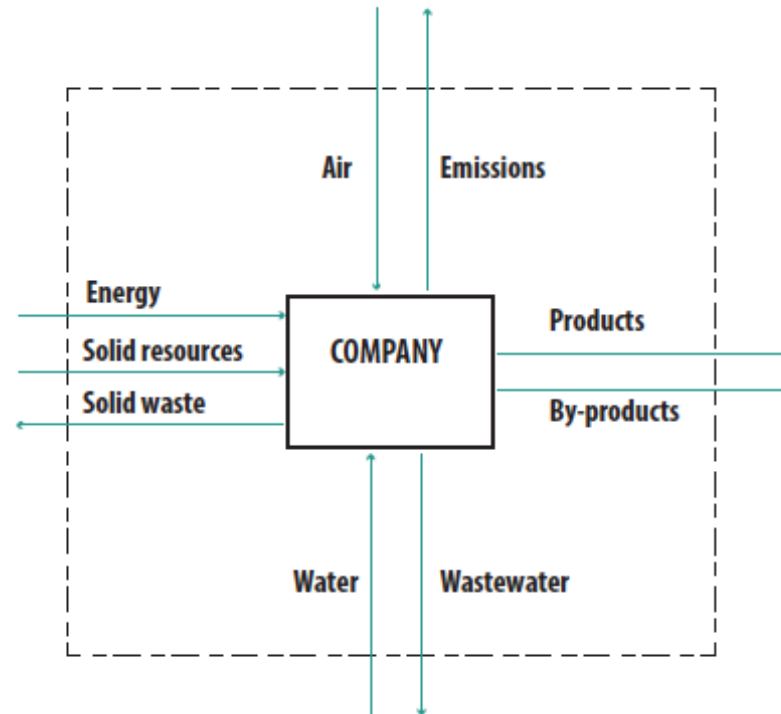 Air
Emissions
Energy
Solid resources
Solid waste
COMPANY
Products
By-products
Water
Wastewater